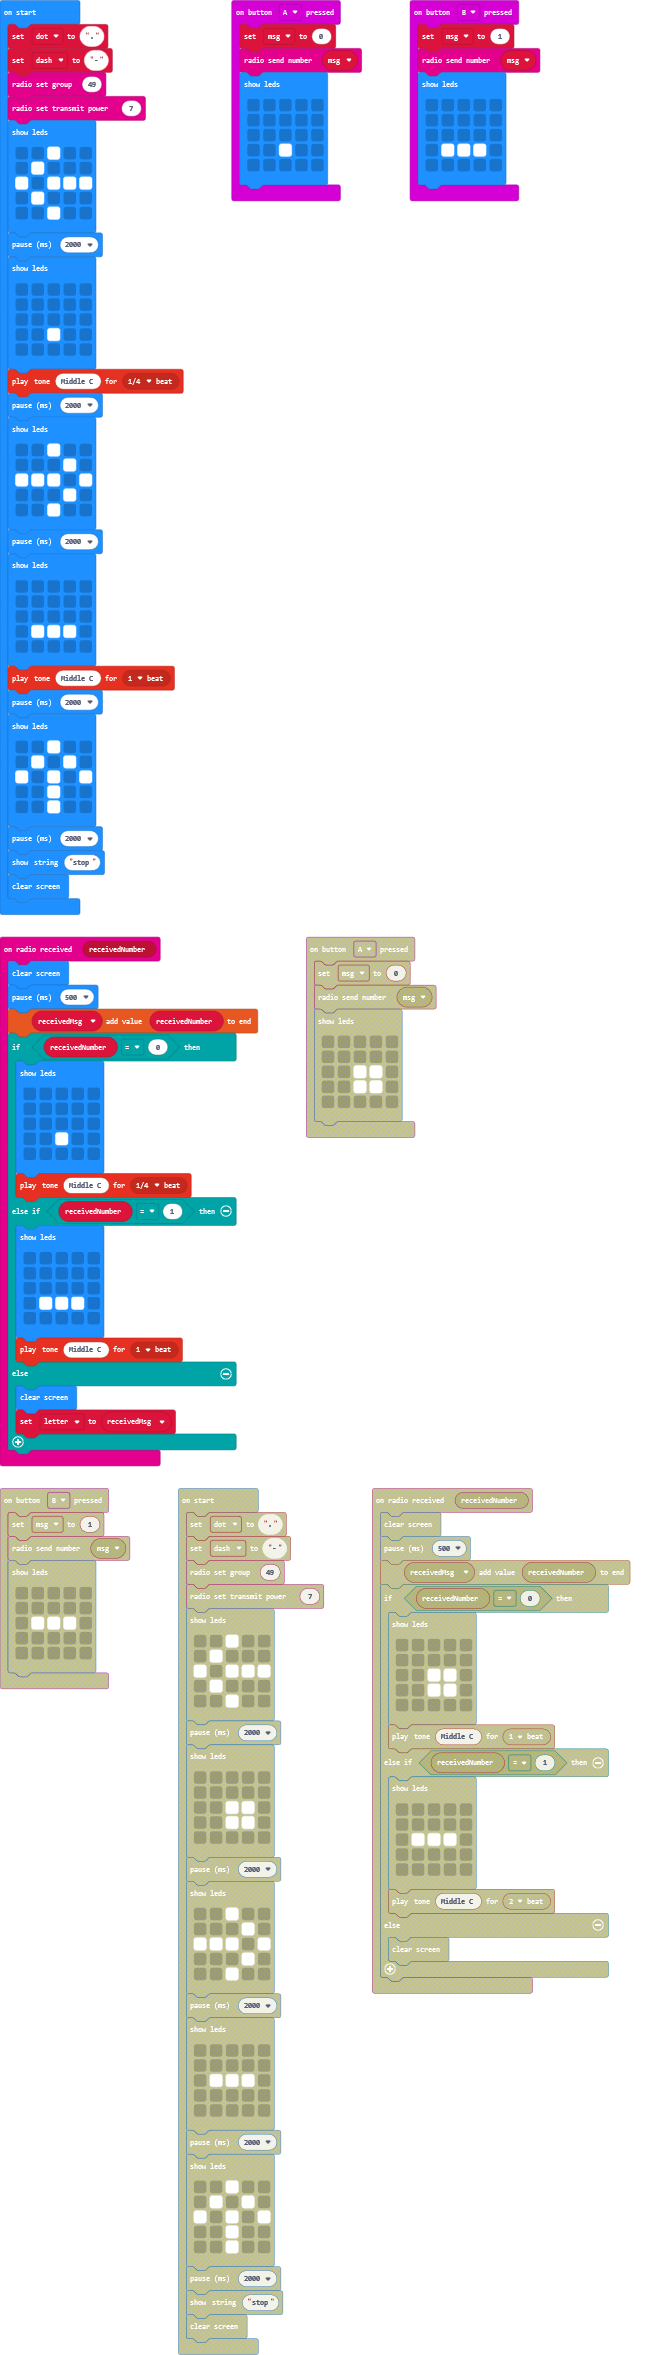 on start
set dot to "."
set dash to "-"
radio set group 49
radio set transmit power 7
show leds
pause (ms) 2000
show leds
play tone Middle C for 1/4 beat
pause (ms) 2000
show leds
pause (ms) 2000
show leds
play tone Middle C for 1 beat
pause (ms) 2000
show leds
pause (ms) 2000
show string "stop"
clear screen
on button A pressed
set msg to 0
radio send number msg
show leds
on button B pressed
set msg to 1
radio send number msg
show leds
on radio received receivedNumber
clear screen
pause (ms) 500
receivedMsg add value receivedNumber to end
if receivedNumber = 0 then
show leds
play tone Middle C for 1/4 beat
else if receivedNumber = 1 then
show leds
play tone Middle C for 1 beat
else
clear screen
set letter to receivedMsg
on button A pressed
set msg to 0
radio send number msg
show leds
on button B pressed
set msg to 1
radio send number msg
show leds
on start
set dot to "."
set dash to "-"
radio set group 49
radio set transmit power 7
show leds
pause (ms) 2000
show leds
pause (ms) 2000
show leds
pause (ms) 2000
show leds
pause (ms) 2000
show leds
pause (ms) 2000
show string "stop"
clear screen
on radio received receivedNumber
clear screen
pause (ms) 500
receivedMsg add value receivedNumber to end
if receivedNumber = 0 then
show leds
play tone Middle C for 1 beat
else if receivedNumber = 1 then
show leds
play tone Middle C for 2 beat
else
clear screen